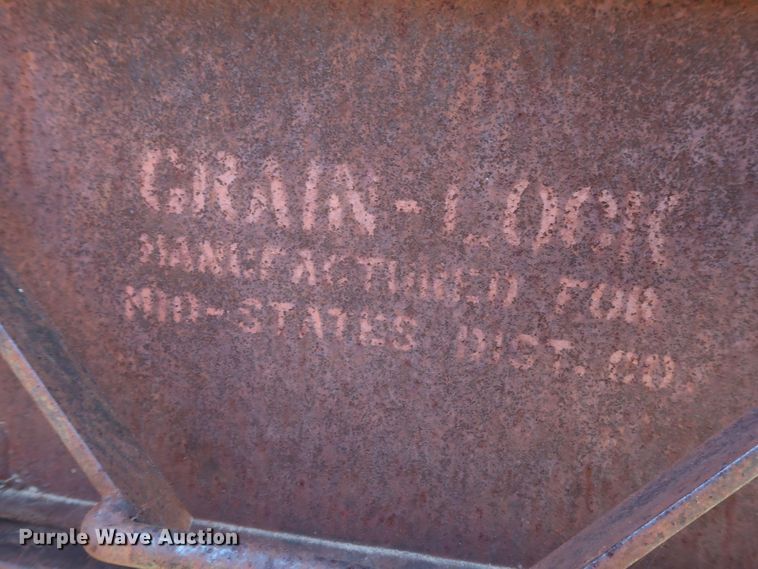 GRAIN-LOCK
MANUFACTURED FOR
MID-STATES DIST. CO.
Purple Wave Auction